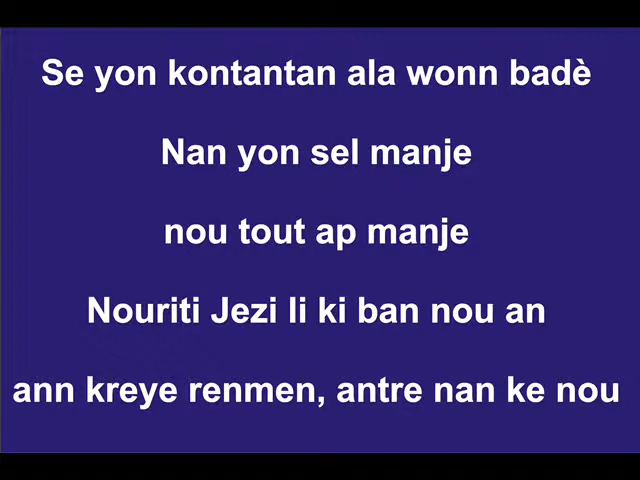 Se yon kontantan ala wonn badè
Nan yon sel manje
nou tout ap manje
Nouriti Jezi li ki ban nou an
ann kreye renmen, antre nan ke nou